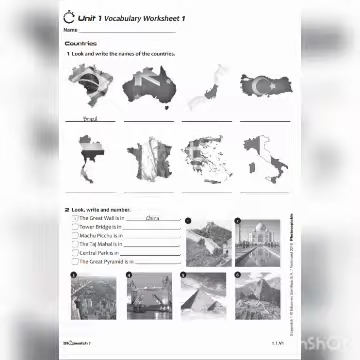 Unit 1 Vocabulary Worksheet 1
Name
Countries
1 Look and write the names of the countries.
Brazil
2 Look, write and number.
The Great Wall is in China.
Tower Bridge is in
Machu Picchu is in
The Taj Mahal is in
Central Park is in
The Great Pyramid is in